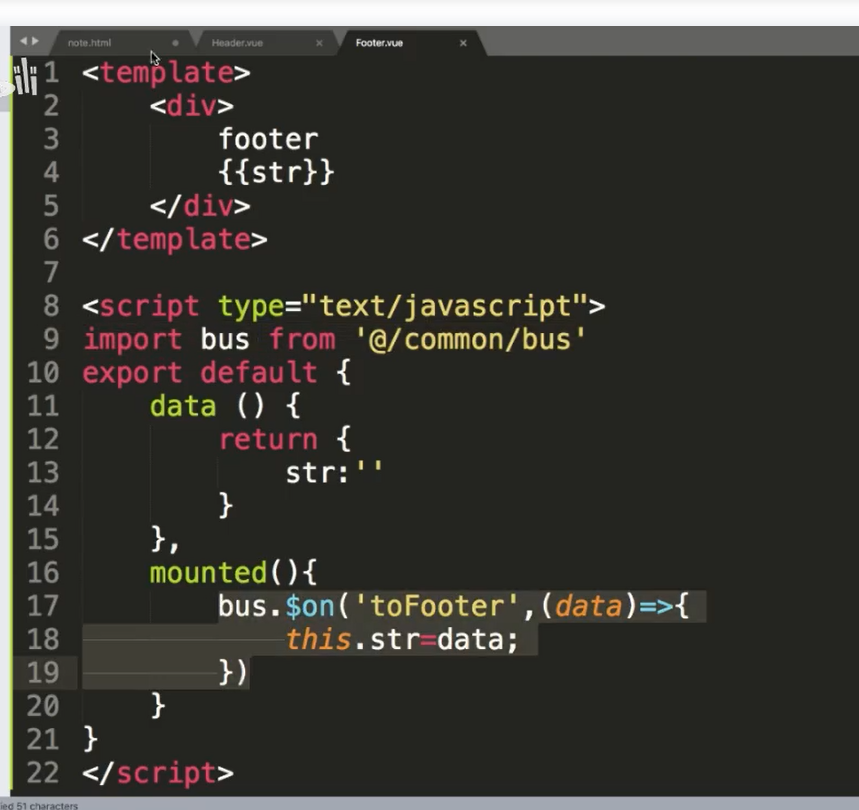 note.html Header.vue Footer.vue
1 <template>
2 <div>
3 footer
4 {{str}}
5 </div>
6 </template>
7
8 <script type="text/javascript">
9 import bus from '@/common/bus'
10 export default {
11 data () {
12 return {
13 str:''
14 }
15 },
16 mounted(){
17 bus.$on('toFooter',(data)=>{
18 this.str=data;
19 })
20 }
21 }
22 </script>
51 characters